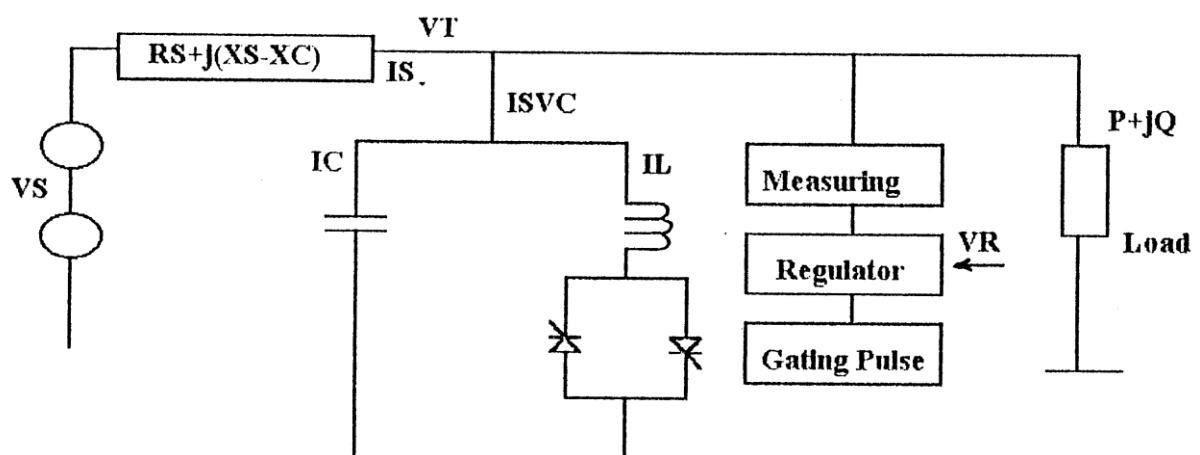 VT
RS+j(XS-XC)
IS
ISVC
P+jQ
IC
IL
Measuring
VS
VR
Load
Regulator
Gating Pulse